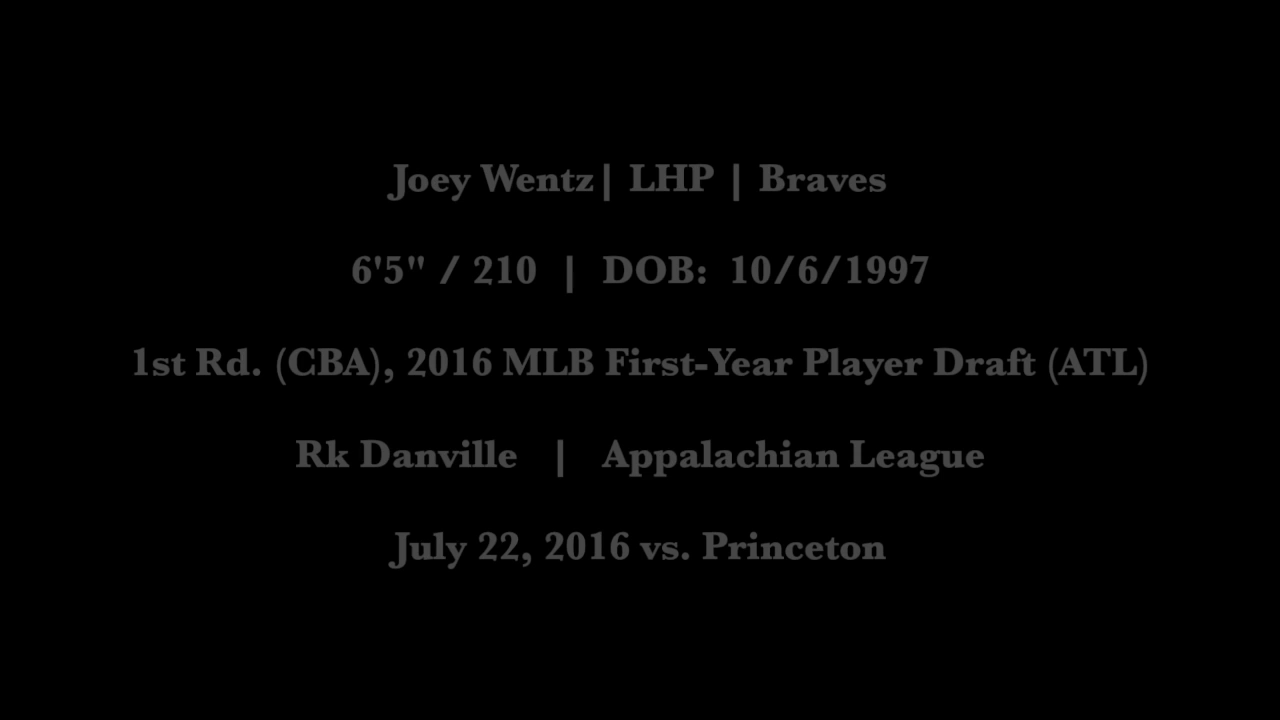 Joey Wentz| LHP | Braves
6'5" / 210 | DOB: 10/6/1997
1st Rd. (CBA), 2016 MLB First-Year Player Draft (ATL)
Rk Danville | Appalachian League
July 22, 2016 vs. Princeton